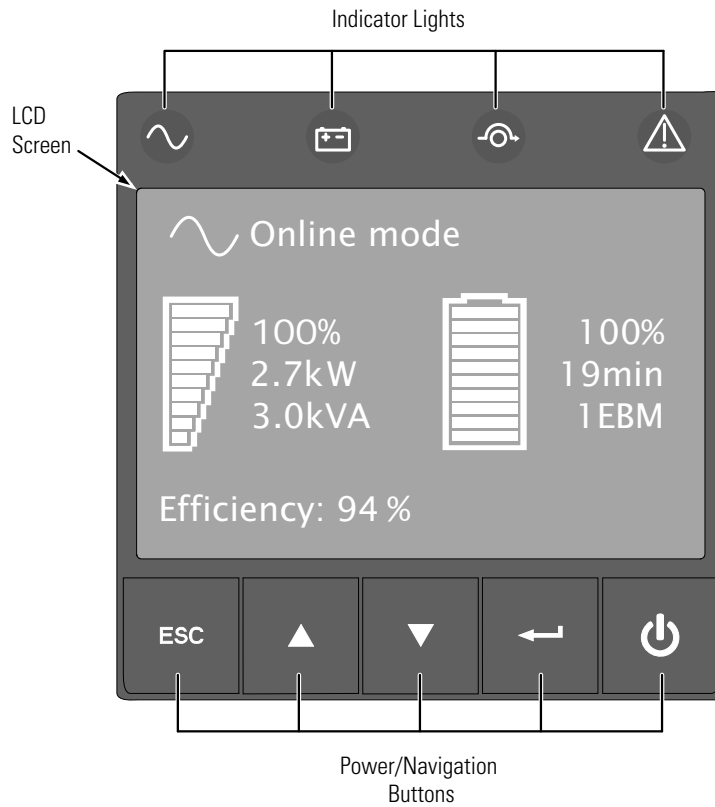 Indicator Lights
LCD
Screen
Online mode
100%
2.7kW
3.0kVA
100%
19min
1EBM
Efficiency: 94 %
ESC
Power/Navigation
Buttons